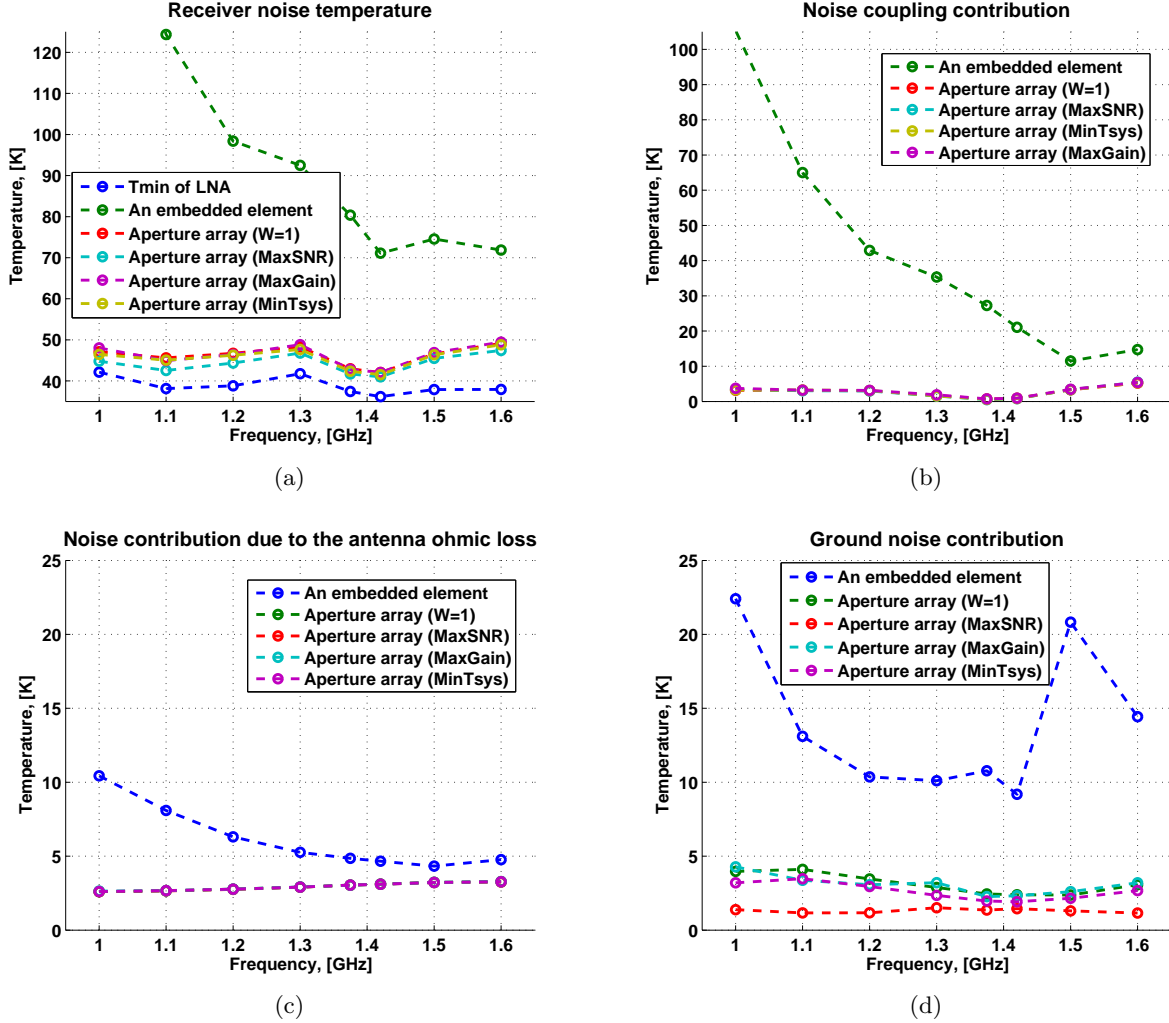 Receiver noise temperature
120
110
100
90
80
70
60
50
40
Temperature, [K]
Tmin of LNA
An embedded element
Aperture array (W=1)
Aperture array (MaxSNR)
Aperture array (MaxGain)
Aperture array (MinTsys)
1 1.1 1.2 1.3 1.4 1.5 1.6
Frequency, [GHz]
(a)
Noise coupling contribution
100
90
80
70
60
50
40
30
20
10
0
Temperature, [K]
An embedded element
Aperture array (W=1)
Aperture array (MaxSNR)
Aperture array (MinTsys)
Aperture array (MaxGain)
1 1.1 1.2 1.3 1.4 1.5 1.6
Frequency, [GHz]
(b)
Noise contribution due to the antenna ohmic loss
25
20
15
10
5
0
Temperature, [K]
An embedded element
Aperture array (W=1)
Aperture array (MaxSNR)
Aperture array (MaxGain)
Aperture array (MinTsys)
1 1.1 1.2 1.3 1.4 1.5 1.6
Frequency, [GHz]
(c)
Ground noise contribution
25
20
15
10
5
0
Temperature, [K]
An embedded element
Aperture array (W=1)
Aperture array (MaxSNR)
Aperture array (MaxGain)
Aperture array (MinTsys)
1 1.1 1.2 1.3 1.4 1.5 1.6
Frequency, [GHz]
(d)